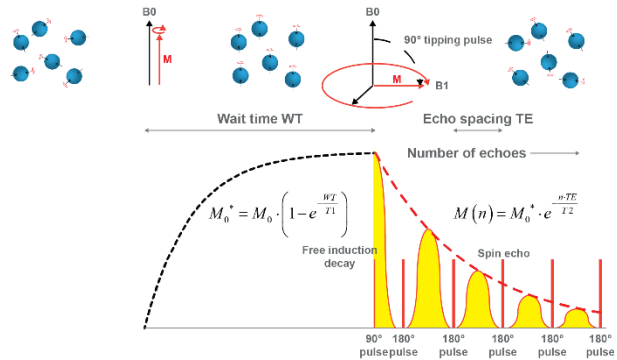 B0
M
B0
90° tipping pulse
M
B1
Wait time WT
Echo spacing TE
Number of echoes
M₀* = M₀ · (1 − e^(−WT/T1))
M(n) = M₀* · e^(−n·TE/T2)
Free induction
decay
Spin echo
90° 180° 180° 180° 180° 180°
pulse pulse pulse pulse pulse pulse